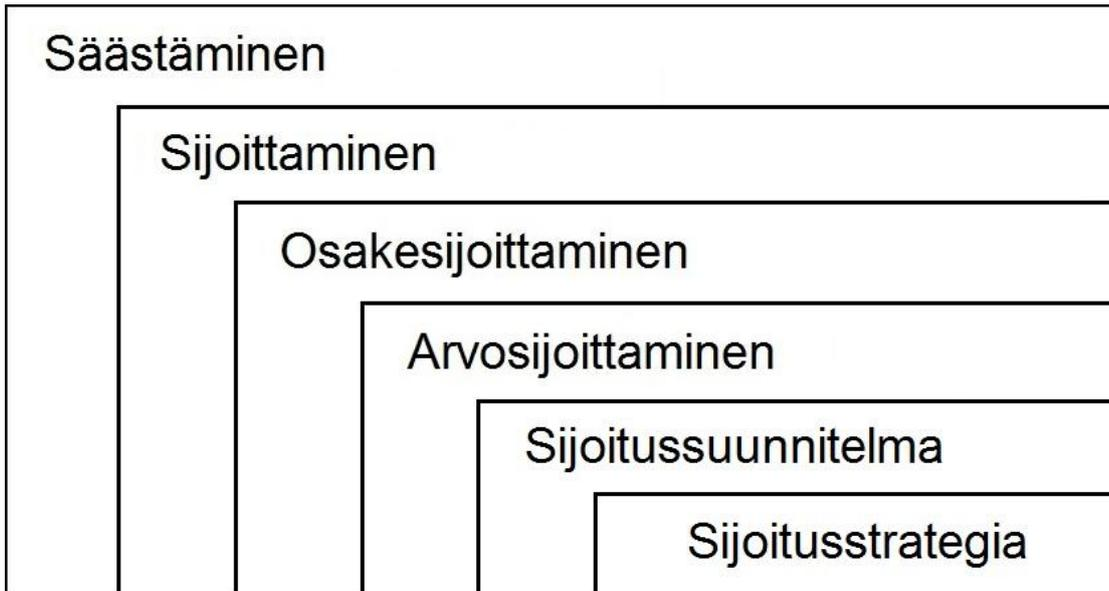 Säästäminen
Sijoittaminen
Osakesijoittaminen
Arvosijoittaminen
Sijoitussuunnitelma
Sijoitusstrategia